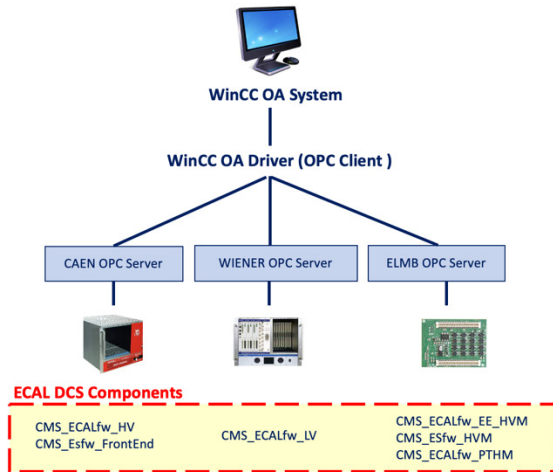 WinCC OA System
WinCC OA Driver (OPC Client )
CAEN OPC Server
WIENER OPC Server
ELMB OPC Server
ECAL DCS Components
CMS_ECALfw_HV
CMS_Esfw_FrontEnd
CMS_ECALfw_LV
CMS_ECALfw_EE_HVM
CMS_ESfw_HVM
CMS_ECALfw_PTHM